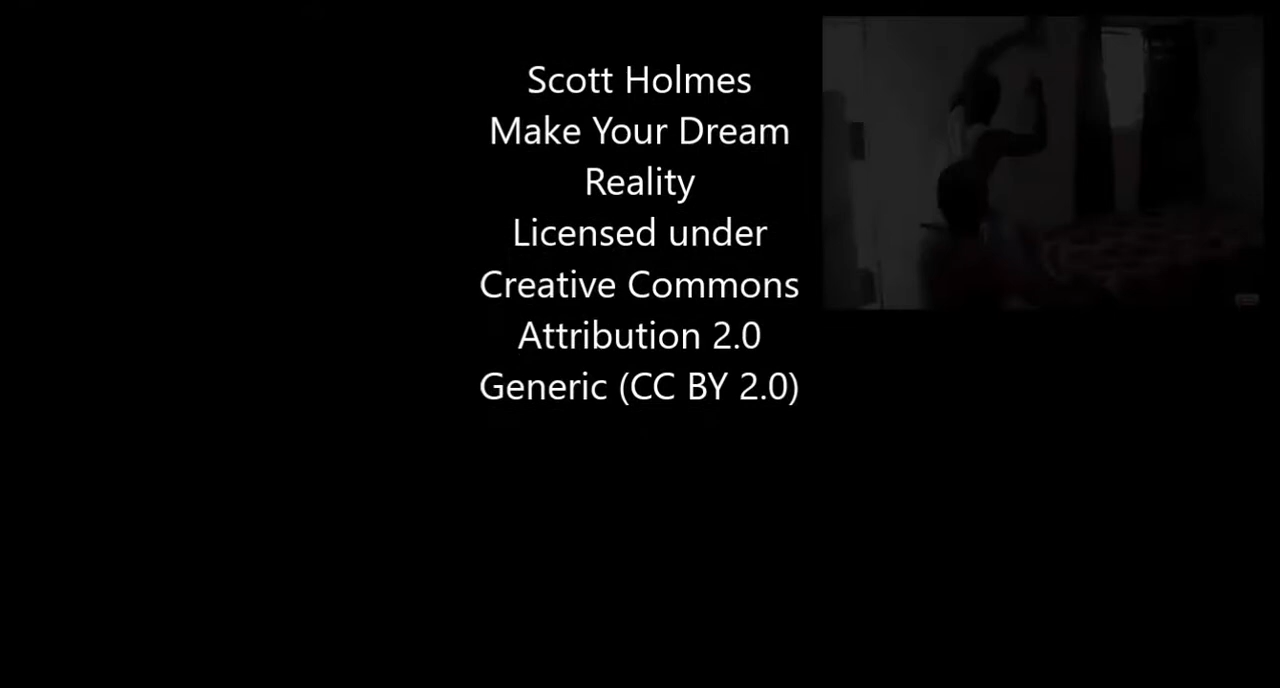 Scott Holmes
Make Your Dream
Reality
Licensed under
Creative Commons
Attribution 2.0
Generic (CC BY 2.0)